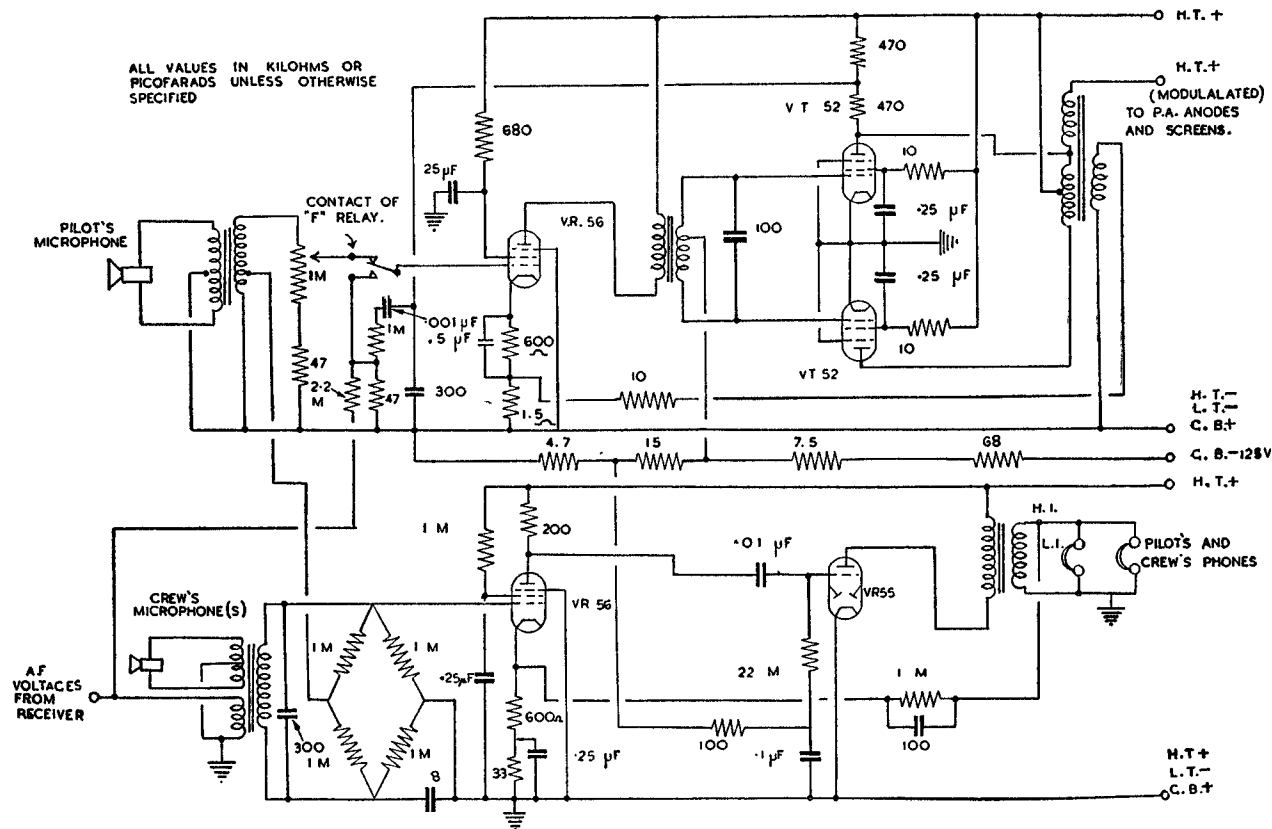 H.T. +
470
ALL VALUES IN KILOHMS OR
PICOFARADS UNLESS OTHERWISE
SPECIFIED
H.T.+
(MODULALATED)
TO P.A. ANODES
AND SCREENS.
V T 52
470
680
10
25 µF
CONTACT OF
"F" RELAY.
PILOT'S
MICROPHONE
V.R. 56
100
.25 µF
.25 µF
1M
.001 µF
.5 µF
1M
600
10
VT 52
47
2.2
M
47
300
1.5
10
H. T.-
L. T.-
C. B+
4.7
15
7.5
68
C. B.-128V
H. T.+
1 M
200
.01 µF
H. I.
L.I.
PILOT'S AND
CREW'S PHONES
VR 56
VR55
CREW'S
MICROPHONE(S)
1 M
1 M
A.F
VOLTAGES
FROM
RECEIVER
.25µF
22 M
1 M
600Ω
300
1 M
1M
.25 µF
100
.1µF
100
33
8
H.T+
L.T.-
C.B.+